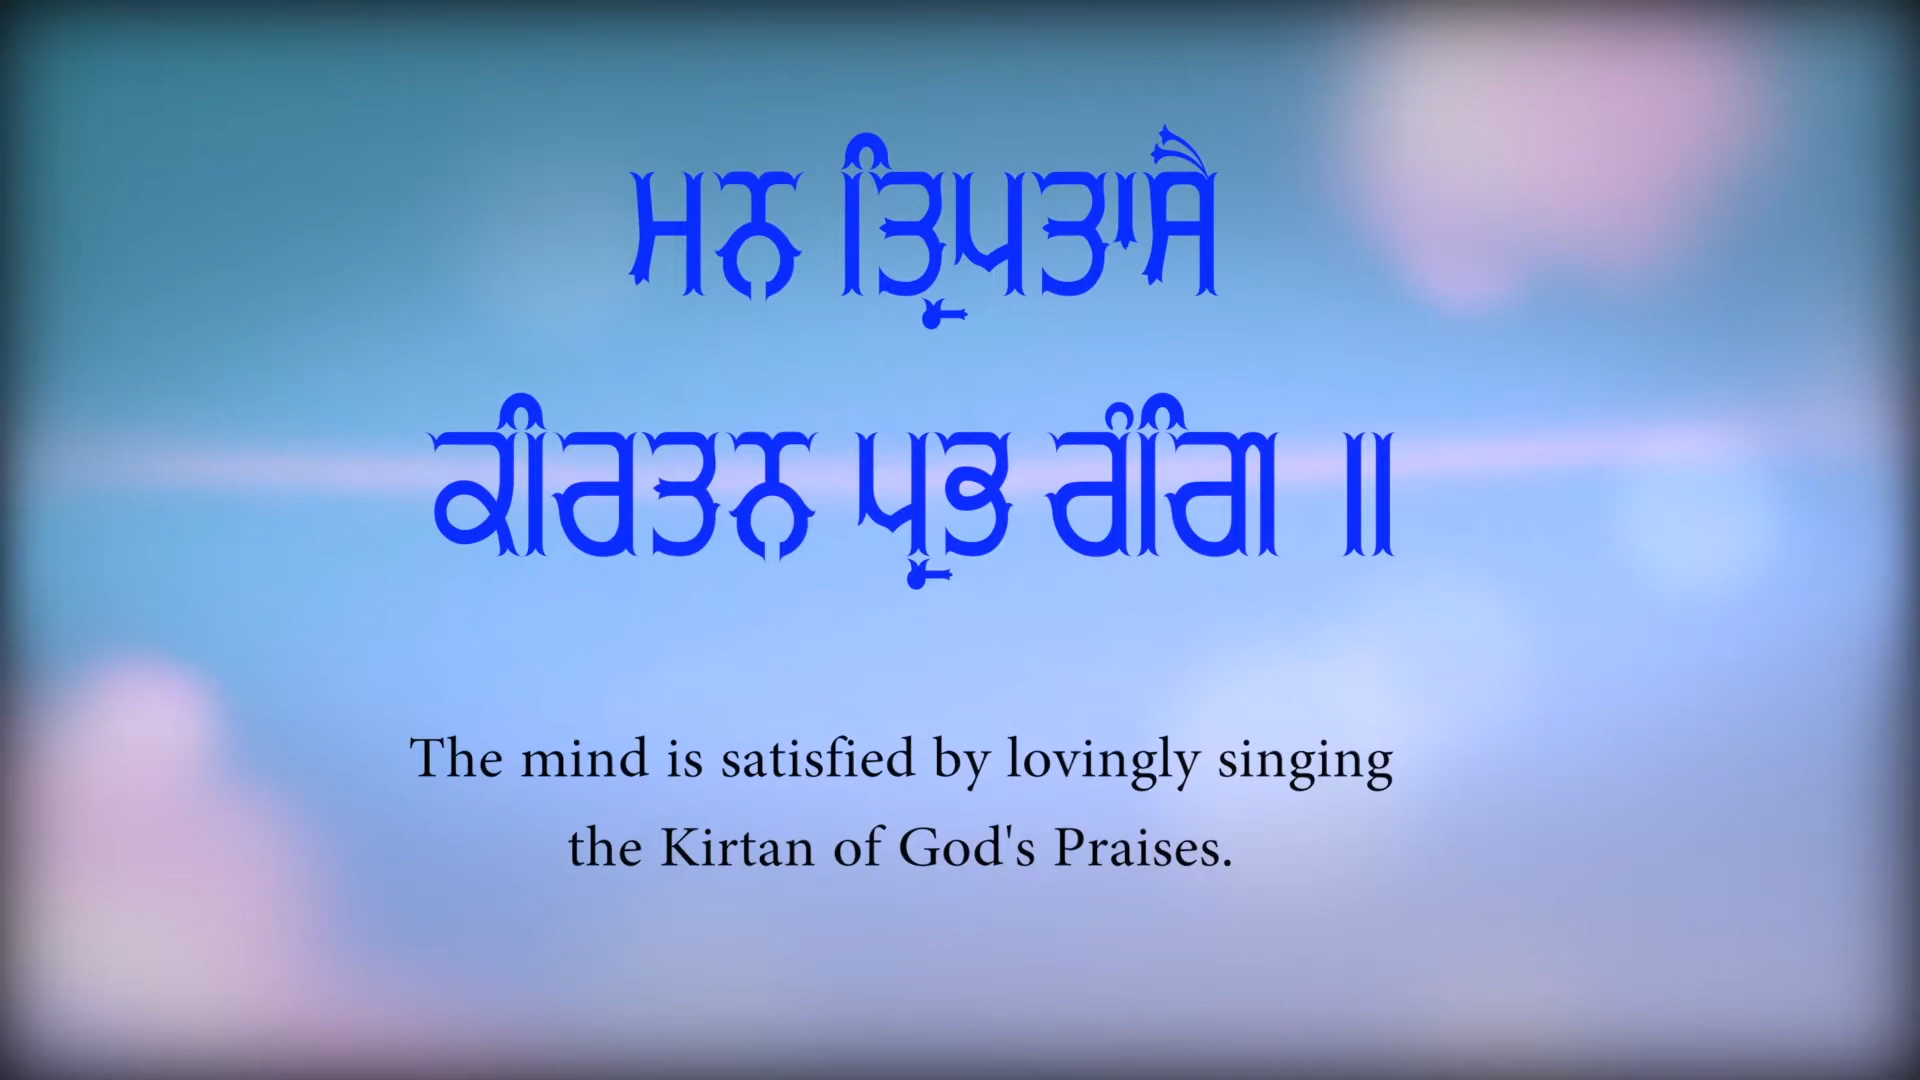 ਮਨ ਤ੍ਰਿਪਤਾਸੈ
ਕੀਰਤਨ ਪ੍ਰਭ ਰੰਗਿ ॥
The mind is satisfied by lovingly singing
the Kirtan of God's Praises.